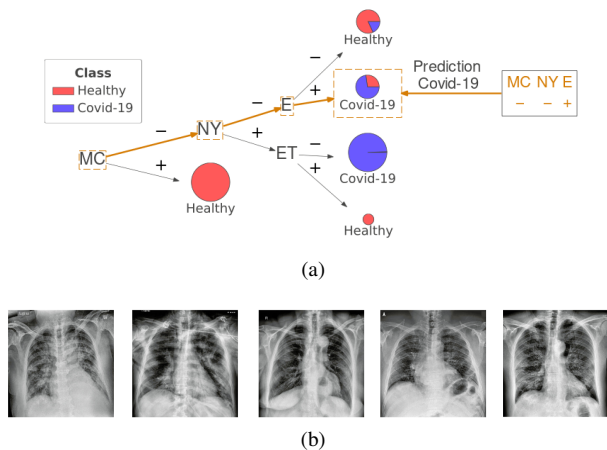 Class
Healthy
Covid-19
MC
−
+
NY
−
+
Healthy
E
−
+
Healthy
Covid-19
ET
−
+
Covid-19
Healthy
Prediction
Covid-19
MC NY E
− − +
(a)
(b)